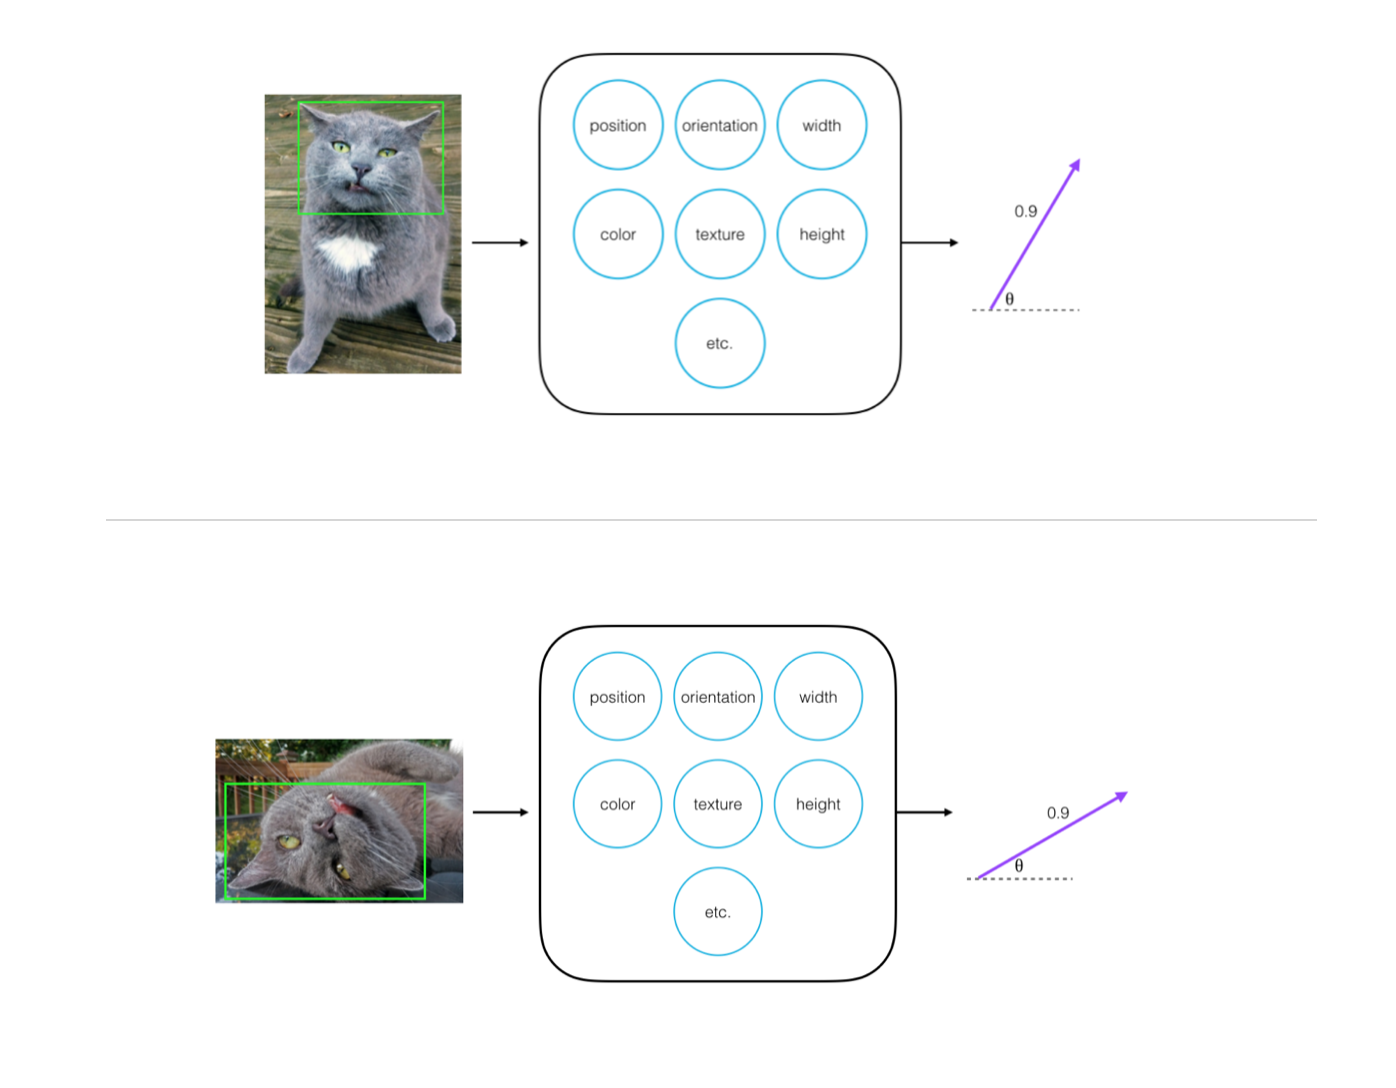 position orientation width
color texture height
etc.
0.9
θ
position orientation width
color texture height
etc.
0.9
θ